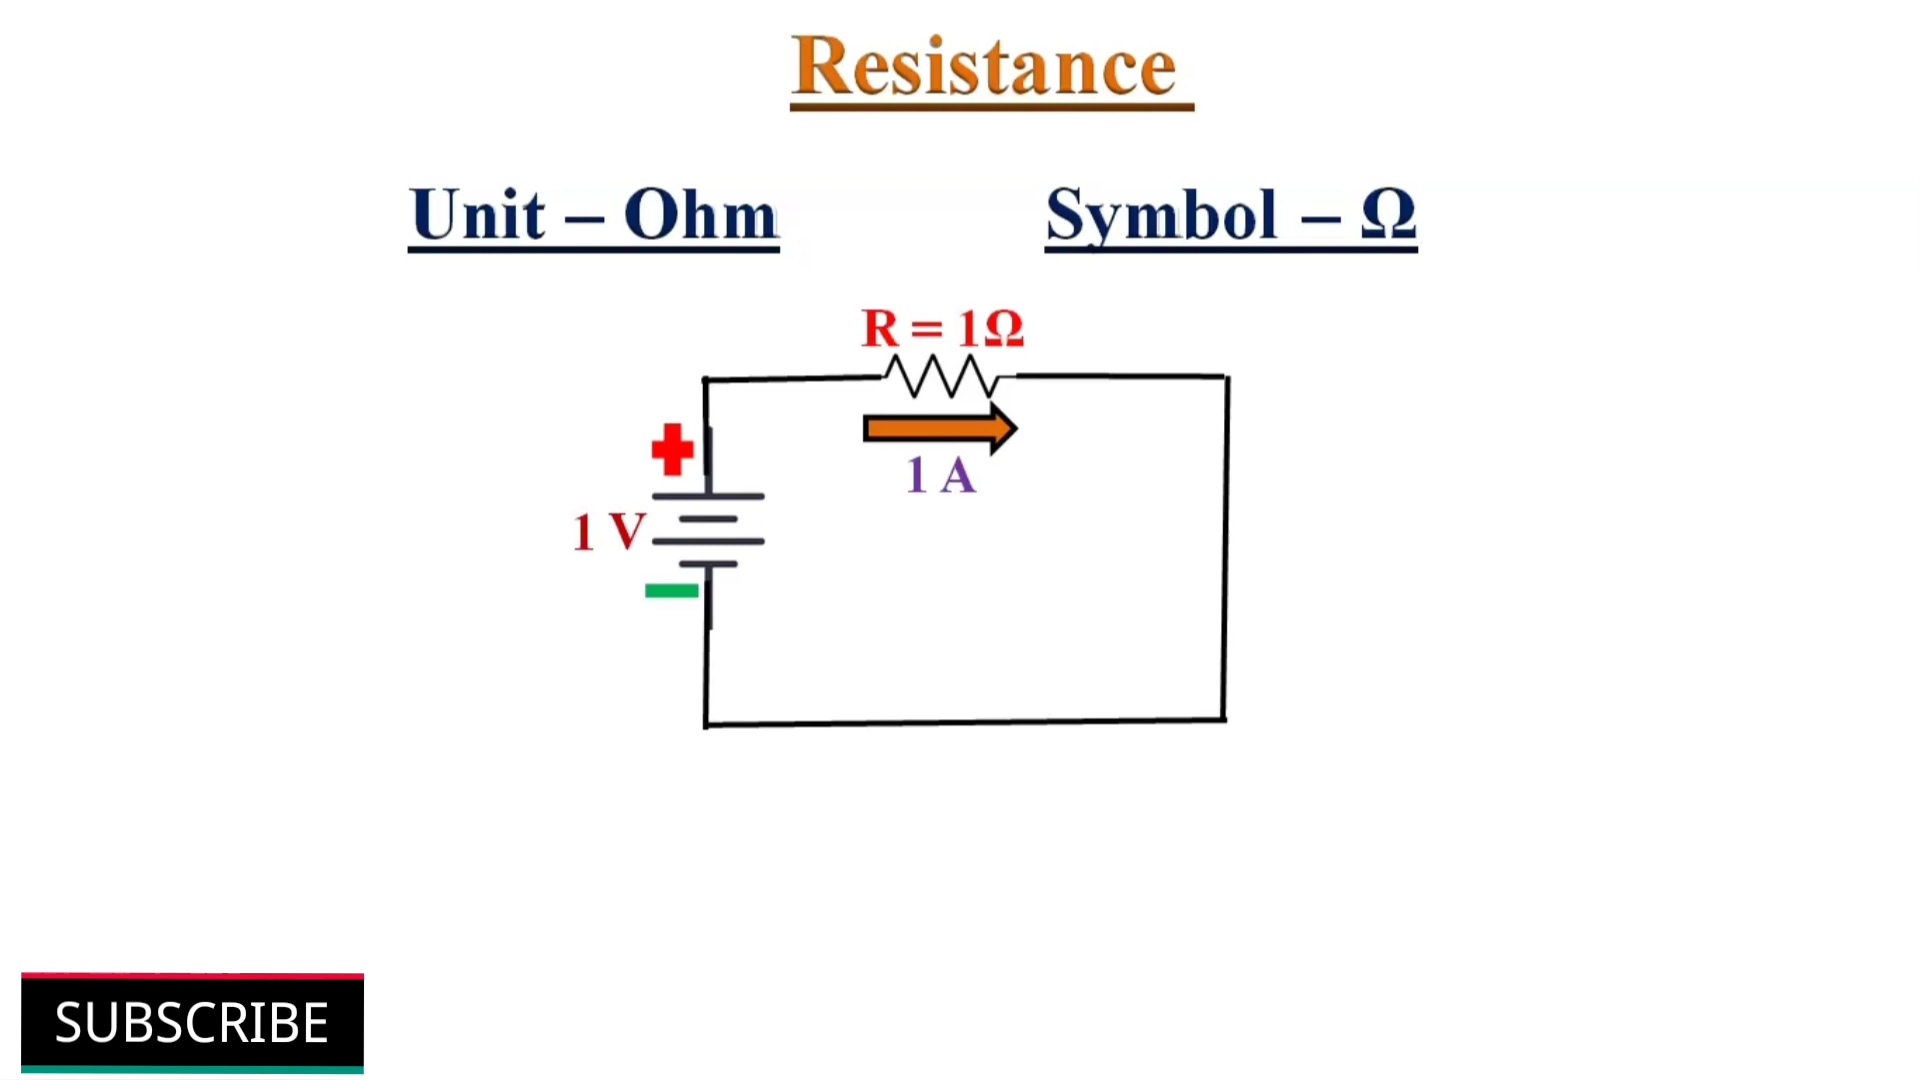 Resistance
Unit – Ohm
Symbol – Ω
R = 1Ω
1 A
1 V
SUBSCRIBE